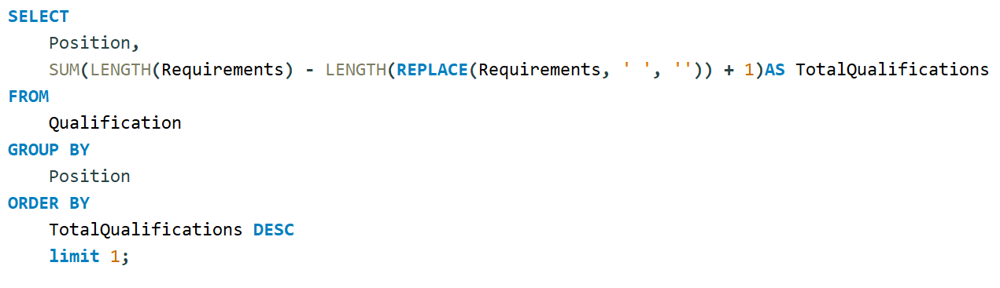 SELECT
    Position,
    SUM(LENGTH(Requirements) - LENGTH(REPLACE(Requirements, ' ', '')) + 1)AS TotalQualifications
FROM
    Qualification
GROUP BY
    Position
ORDER BY
    TotalQualifications DESC
    limit 1;